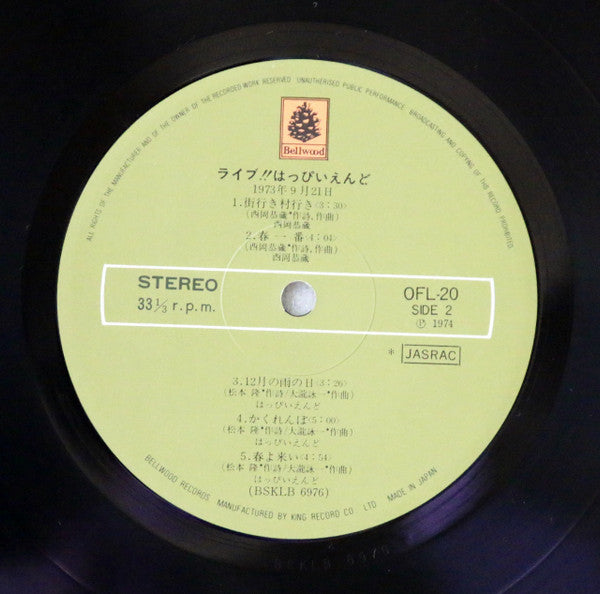 ALL RIGHTS OF THE MANUFACTURER AND OF THE OWNER OF THE RECORDED WORK RESERVED UNAUTHORISED PUBLIC PERFORMANCE BROADCASTING AND COPYING OF THIS RECORD PROHIBITED.
Bellwood
ライブ!!はっぴいえんど
1973年9月21日
1.街行き村行き(3:30)
(西岡恭蔵*作詩,作曲)
西岡恭蔵
2.春一番(4:04)
(西岡恭蔵*作詩,作曲)
西岡恭蔵
STEREO
33⅓ r.p.m.
OFL-20
SIDE 2
Ⓟ 1974
* JASRAC
3.12月の雨の日(3:26)
(松本 隆*作詩/大瀧詠一*作曲)
はっぴいえんど
4.かくれんぼ(5:00)
(松本 隆*作詩/大瀧詠一*作曲)
はっぴいえんど
5.春よ来い(4:54)
(松本 隆*作詩/大瀧詠一*作曲)
はっぴいえんど
(BSKLB 6976)
BELLWOOD RECORDS MANUFACTURED BY KING RECORD CO. LTD. MADE IN JAPAN
BSKLB 6976